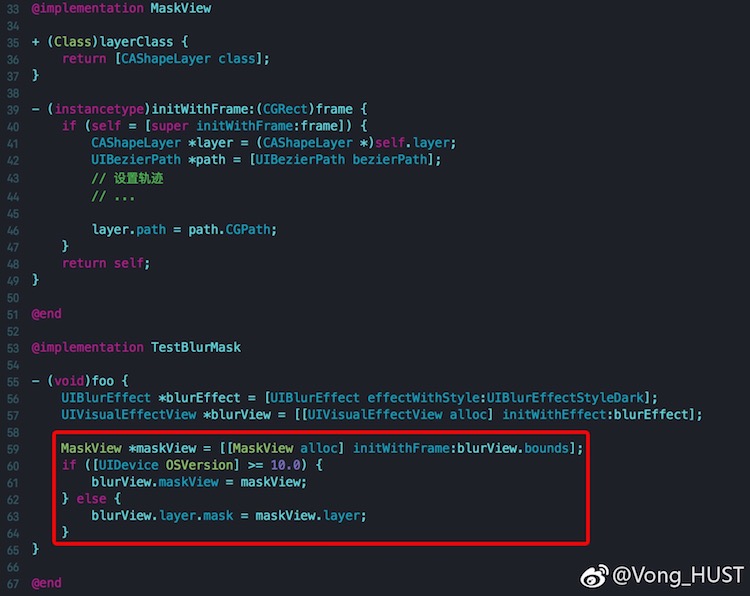 33 @implementation MaskView
34
35 + (Class)layerClass {
36     return [CAShapeLayer class];
37 }
38
39 - (instancetype)initWithFrame:(CGRect)frame {
40     if (self = [super initWithFrame:frame]) {
41         CAShapeLayer *layer = (CAShapeLayer *)self.layer;
42         UIBezierPath *path = [UIBezierPath bezierPath];
43         // 设置轨迹
44         // ...
45
46         layer.path = path.CGPath;
47     }
48     return self;
49 }
50
51 @end
52
53 @implementation TestBlurMask
54
55 - (void)foo {
56     UIBlurEffect *blurEffect = [UIBlurEffect effectWithStyle:UIBlurEffectStyleDark];
57     UIVisualEffectView *blurView = [[UIVisualEffectView alloc] initWithEffect:blurEffect];
58
59     MaskView *maskView = [[MaskView alloc] initWithFrame:blurView.bounds];
60     if ([UIDevice OSVersion] >= 10.0) {
61         blurView.maskView = maskView;
62     } else {
63         blurView.layer.mask = maskView.layer;
64     }
65 }
66
67 @end
@Vong_HUST